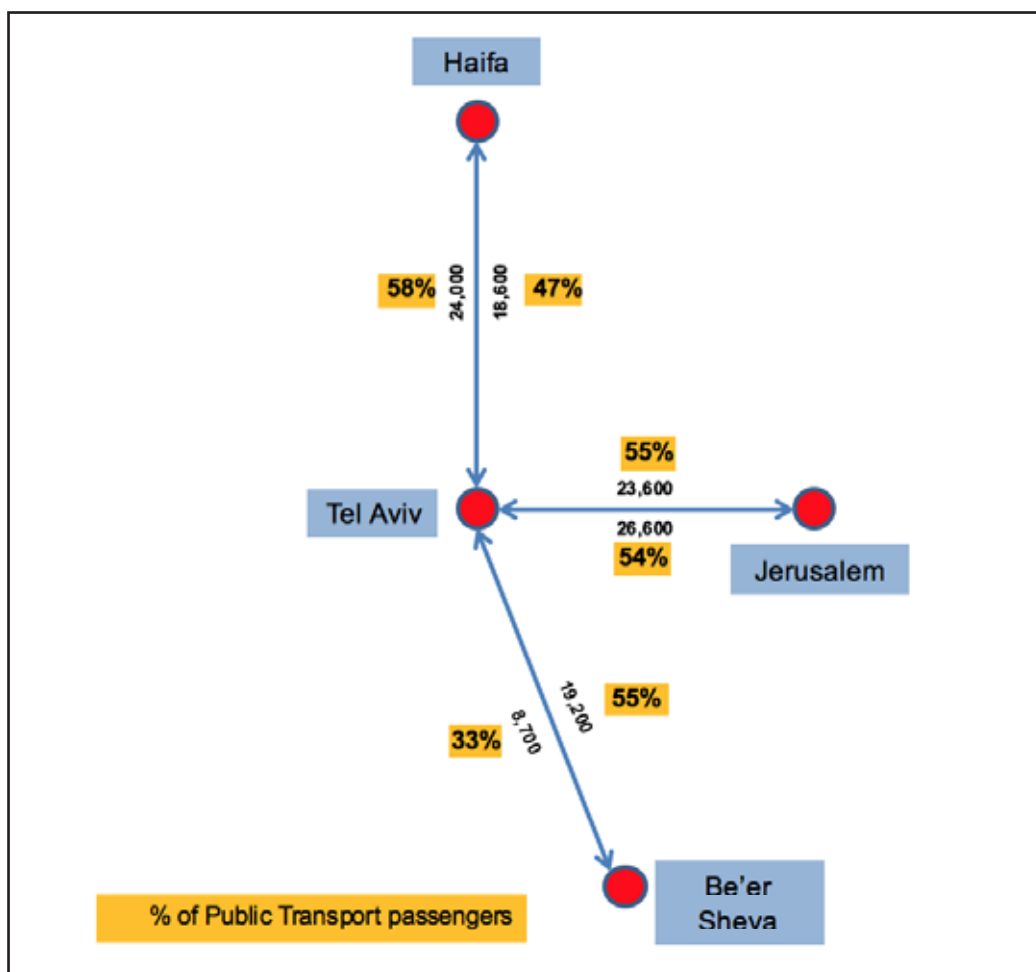 Haifa
58%
24,000
18,600
47%
55%
23,600
Tel Aviv
26,600
54%
Jerusalem
19,200
55%
33%
8,700
Be’er
Sheva
% of Public Transport passengers